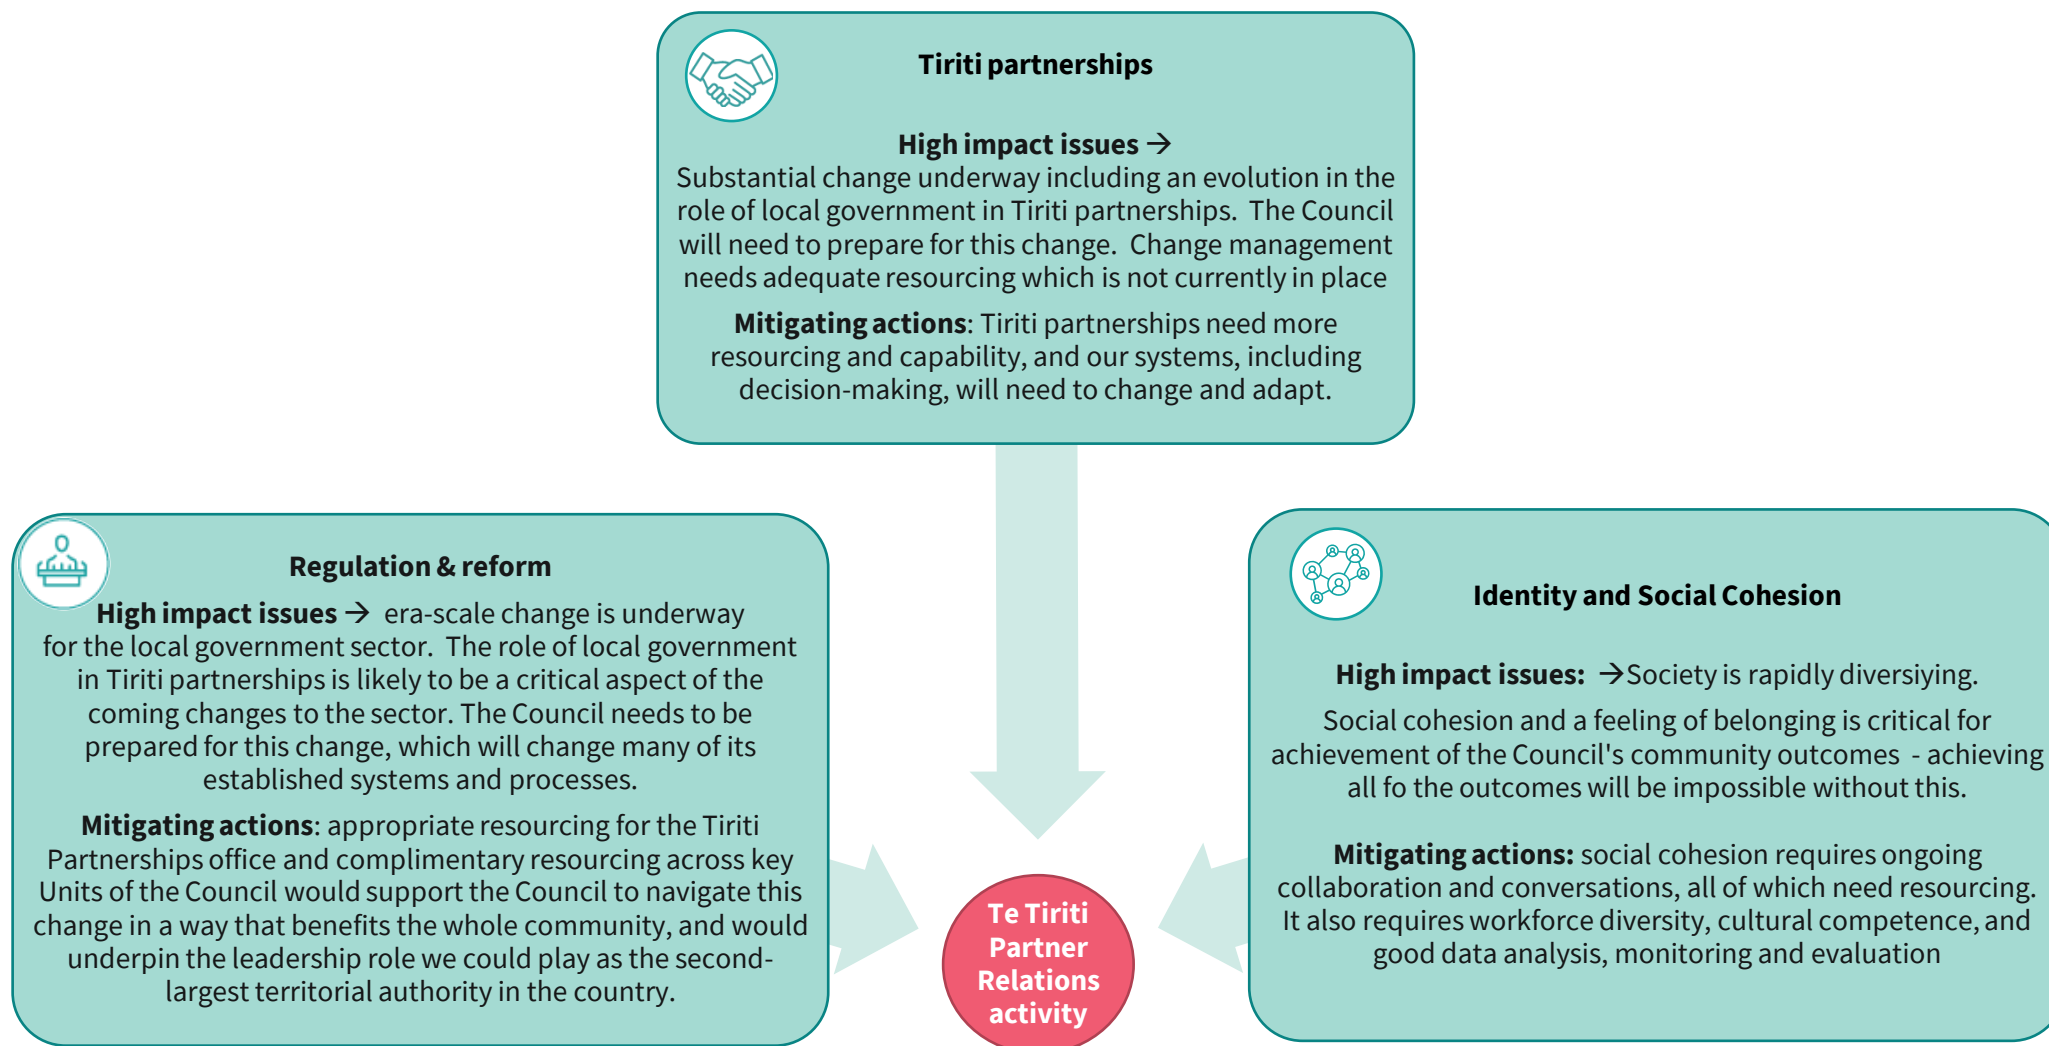 Tiriti partnerships
High impact issues →
Substantial change underway including an evolution in the
role of local government in Tiriti partnerships.  The Council
will need to prepare for this change.  Change management
needs adequate resourcing which is not currently in place
Mitigating actions: Tiriti partnerships need more
resourcing and capability, and our systems, including
decision-making, will need to change and adapt.
Regulation & reform
High impact issues → era-scale change is underway
for the local government sector.  The role of local government
in Tiriti partnerships is likely to be a critical aspect of the
coming changes to the sector. The Council needs to be
prepared for this change, which will change many of its
established systems and processes.
Mitigating actions: appropriate resourcing for the Tiriti
Partnerships office and complimentary resourcing across key
Units of the Council would support the Council to navigate this
change in a way that benefits the whole community, and would
underpin the leadership role we could play as the second-
largest territorial authority in the country.
Identity and Social Cohesion
High impact issues: →Society is rapidly diversiying.
Social cohesion and a feeling of belonging is critical for
achievement of the Council's community outcomes  - achieving
all fo the outcomes will be impossible without this.
Mitigating actions: social cohesion requires ongoing
collaboration and conversations, all of which need resourcing.
It also requires workforce diversity, cultural competence, and
good data analysis, monitoring and evaluation
Te Tiriti
Partner
Relations
activity